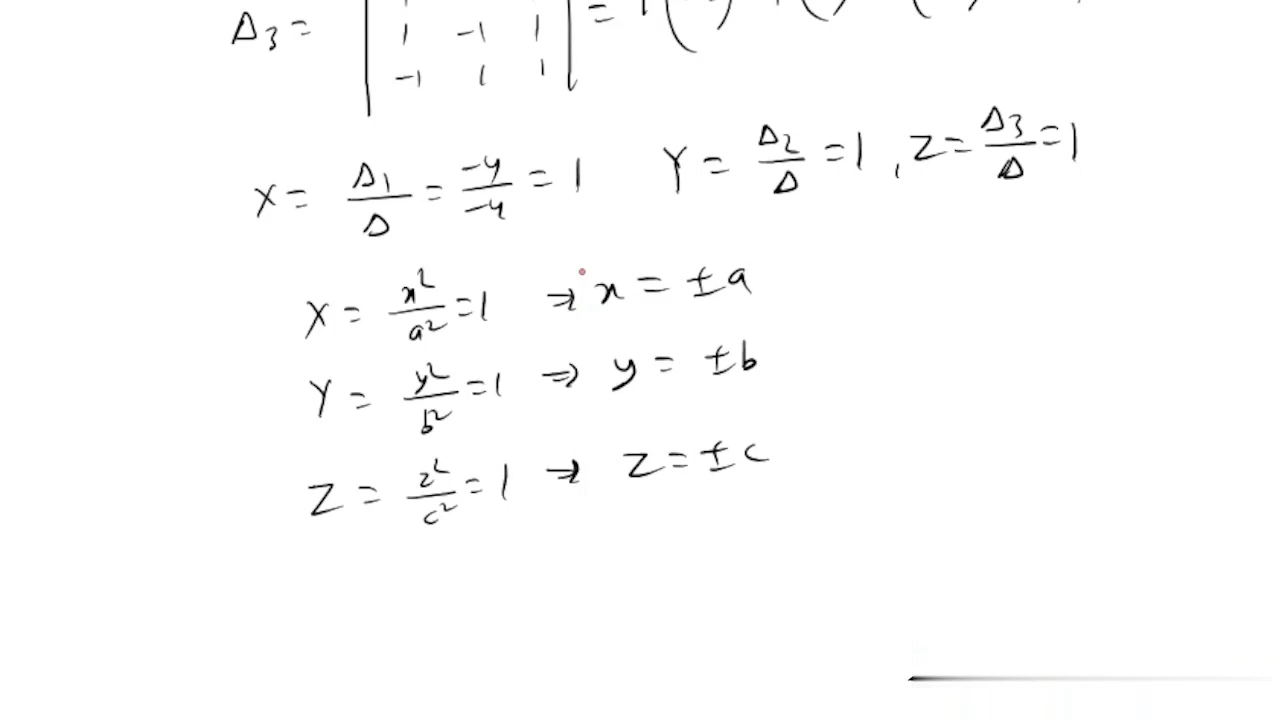 Δ3 = | 1 -1 1 | = 1( ) ( ) ( )
-1 1 1
X = Δ1/Δ = -4/-4 = 1 Y = Δ2/Δ = 1 , Z = Δ3/Δ = 1
X = x²/a² = 1 ⇒ x = ±a
Y = y²/b² = 1 ⇒ y = ±b
Z = z²/c² = 1 ⇒ z = ±c